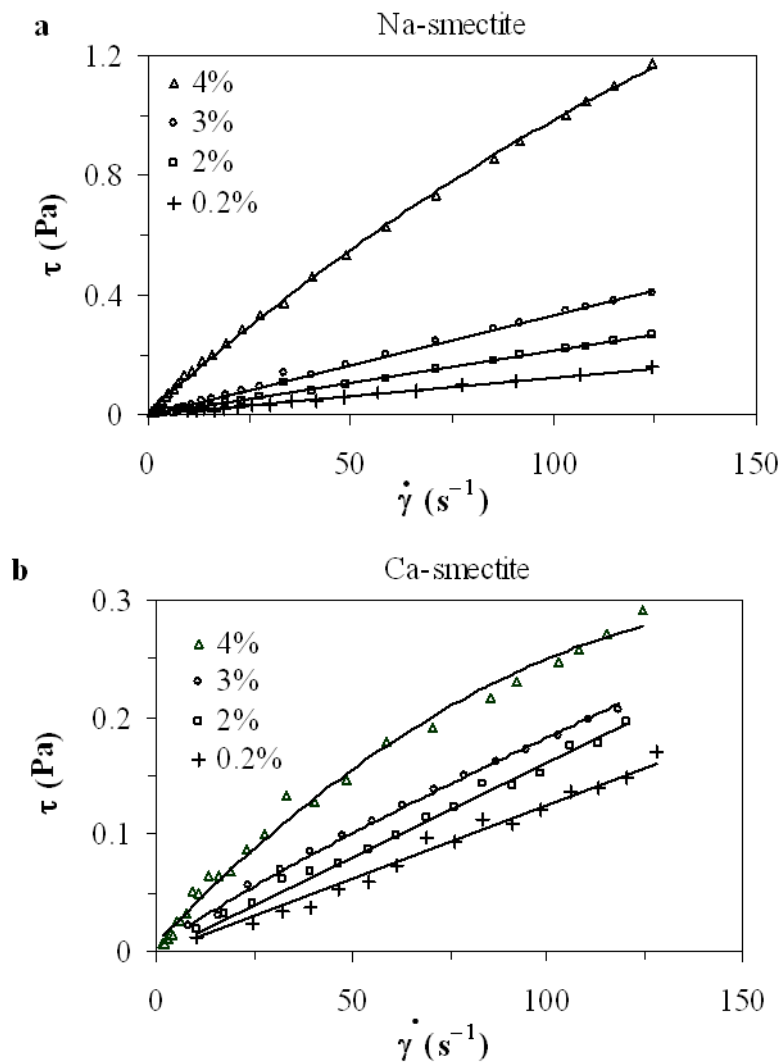 a
Na-smectite
1.2
0.8
0.4
0
τ (Pa)
4%
3%
2%
0.2%
0 50 100 150
γ̇ (s⁻¹)
b
Ca-smectite
0.3
0.2
0.1
0
τ (Pa)
4%
3%
2%
0.2%
0 50 100 150
γ̇ (s⁻¹)